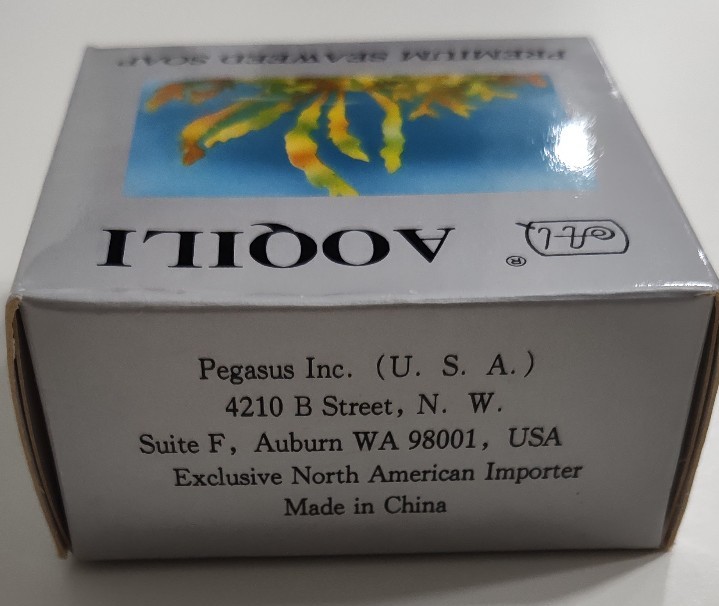 PREMIUM SEAWEED SOAP
AOQILI
®
Pegasus Inc. (U. S. A.)
4210 B Street, N. W.
Suite F, Auburn WA 98001, USA
Exclusive North American Importer
Made in China